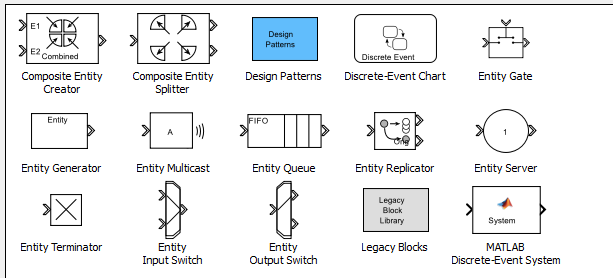 E1
E2
Combined
Design
Patterns
Discrete Event
Composite Entity
Creator
Composite Entity
Splitter
Design Patterns
Discrete-Event Chart
Entity Gate
Entity
A
FIFO
Orig
1
Entity Generator
Entity Multicast
Entity Queue
Entity Replicator
Entity Server
Legacy
Block
Library
System
Entity Terminator
Entity
Input Switch
Entity
Output Switch
Legacy Blocks
MATLAB
Discrete-Event System